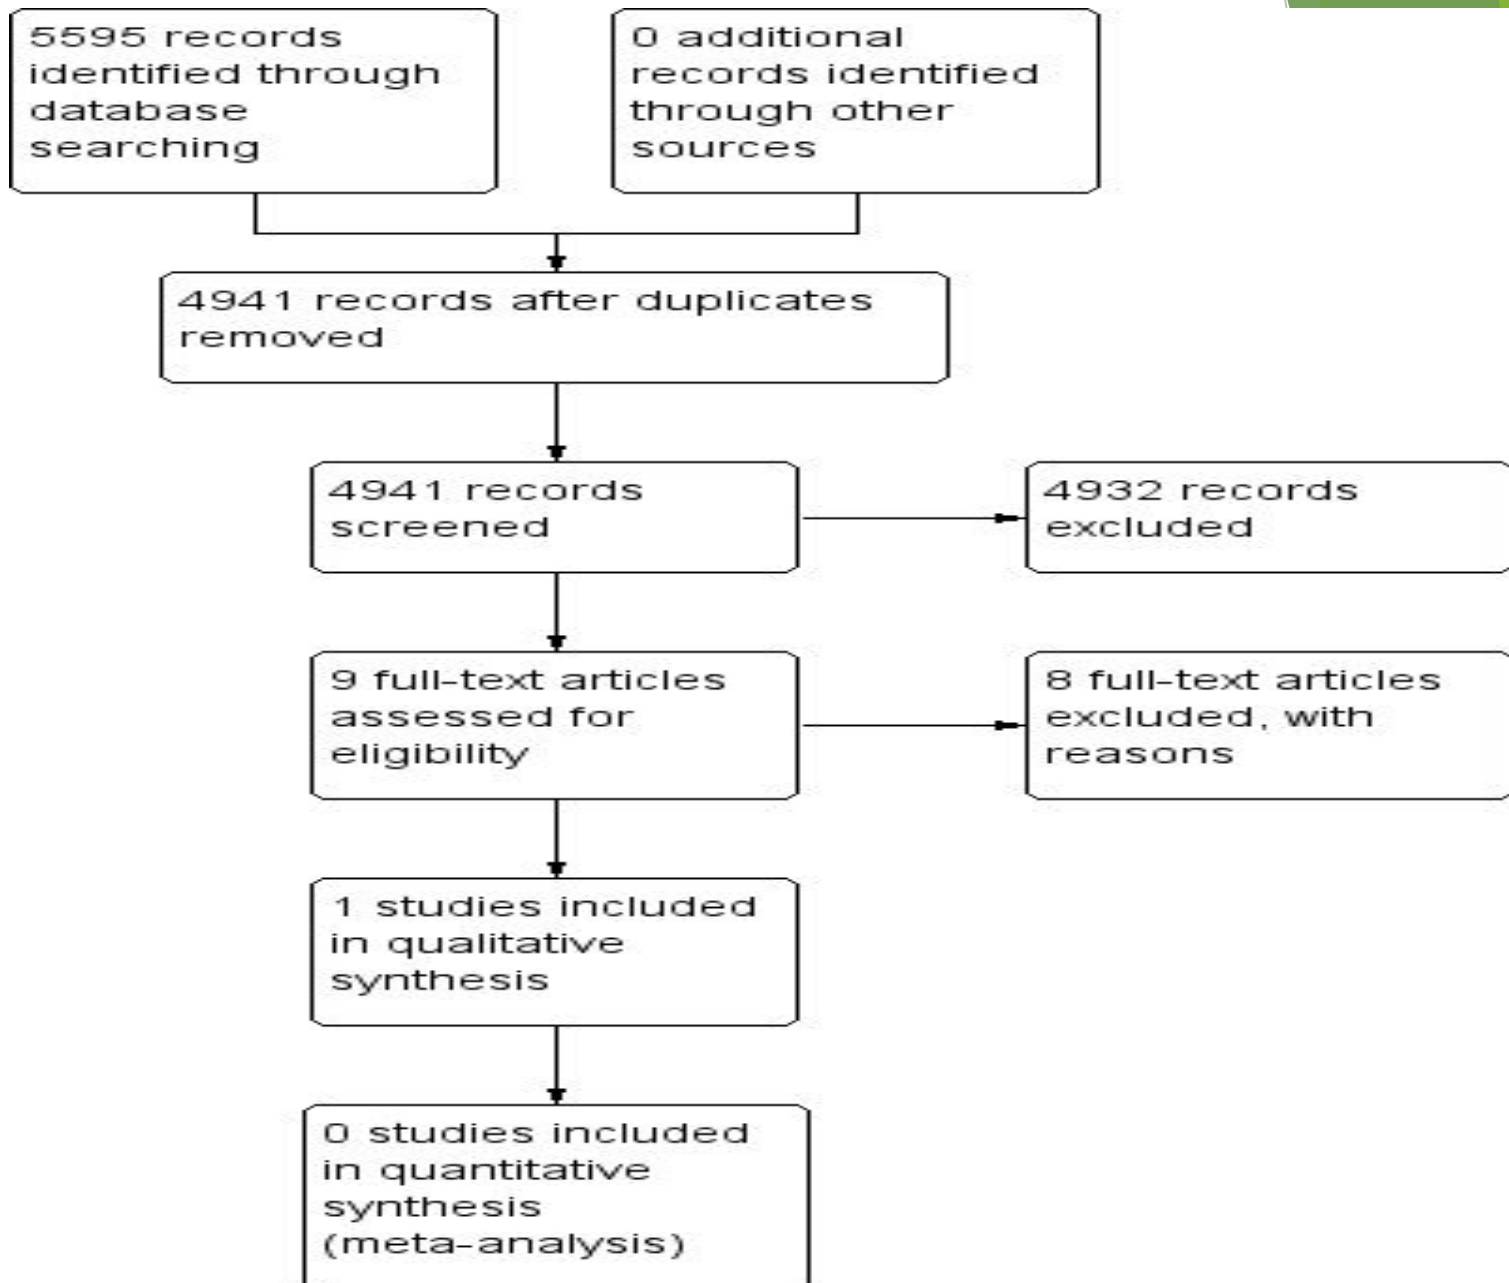 5595 records
identified through
database
searching
0 additional
records identified
through other
sources
4941 records after duplicates
removed
4941 records
screened
4932 records
excluded
9 full-text articles
assessed for
eligibility
8 full-text articles
excluded, with
reasons
1 studies included
in qualitative
synthesis
0 studies included
in quantitative
synthesis
(meta-analysis)